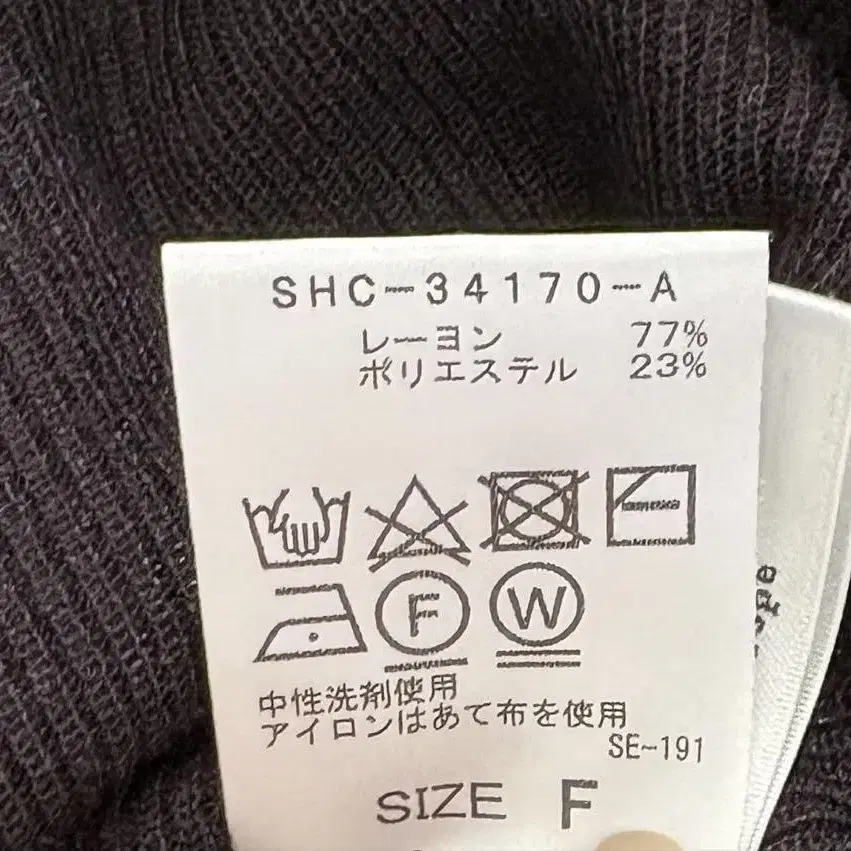 SHC-34170-A
レーヨン 77%
ポリエステル 23%
F W
中性洗剤使用
アイロンはあて布を使用
SE-191
SIZE F